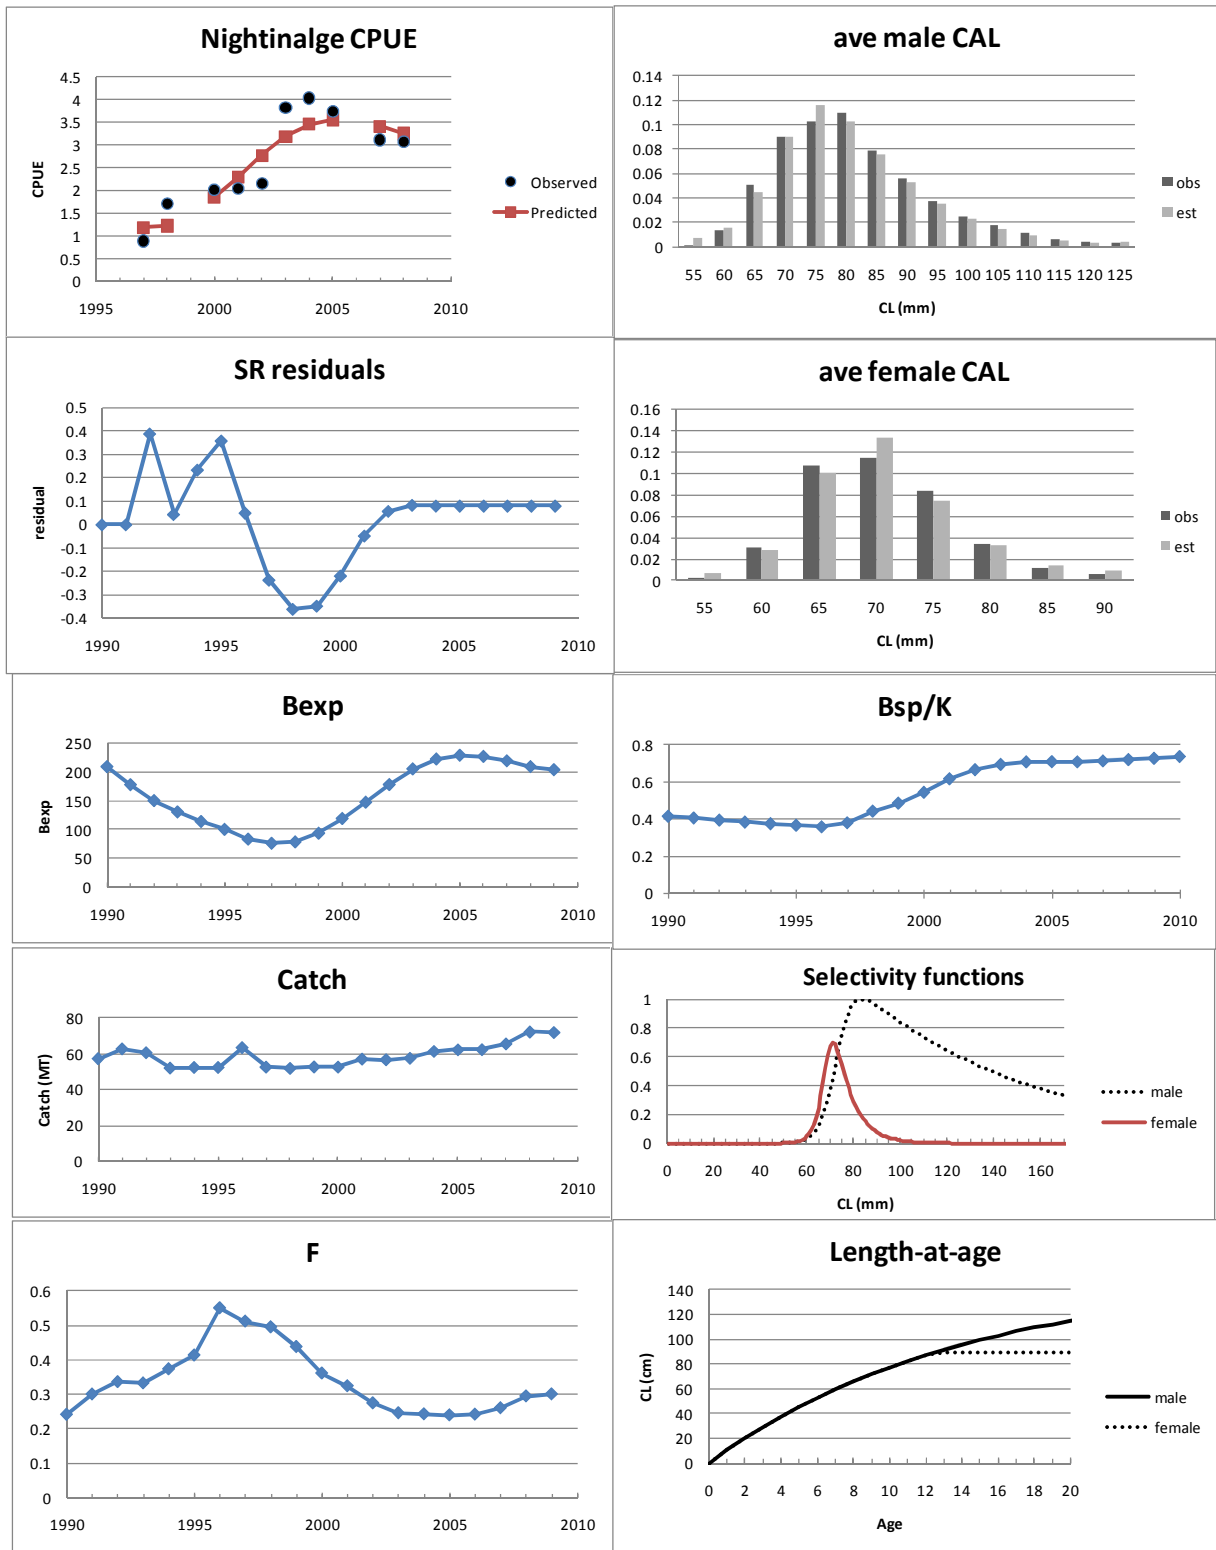 Nightinalge CPUE
CPUE
4.5
4
3.5
3
2.5
2
1.5
1
0.5
0
1995 2000 2005 2010
Observed
Predicted
ave male CAL
0.14
0.12
0.1
0.08
0.06
0.04
0.02
0
55 60 65 70 75 80 85 90 95 100 105 110 115 120 125
CL (mm)
obs
est
SR residuals
residual
0.5
0.4
0.3
0.2
0.1
0
-0.1
-0.2
-0.3
-0.4
1990 1995 2000 2005 2010
ave female CAL
0.16
0.14
0.12
0.1
0.08
0.06
0.04
0.02
0
55 60 65 70 75 80 85 90
CL (mm)
obs
est
Bexp
Bexp
250
200
150
100
50
0
1990 1995 2000 2005 2010
Bsp/K
0.8
0.6
0.4
0.2
0
1990 1995 2000 2005 2010
Catch
Catch (MT)
80
60
40
20
0
1990 1995 2000 2005 2010
Selectivity functions
1
0.8
0.6
0.4
0.2
0
0 20 40 60 80 100 120 140 160
CL (mm)
male
female
F
0.6
0.5
0.4
0.3
0.2
0.1
0
1990 1995 2000 2005 2010
Length-at-age
CL (cm)
140
120
100
80
60
40
20
0
0 2 4 6 8 10 12 14 16 18 20
Age
male
female